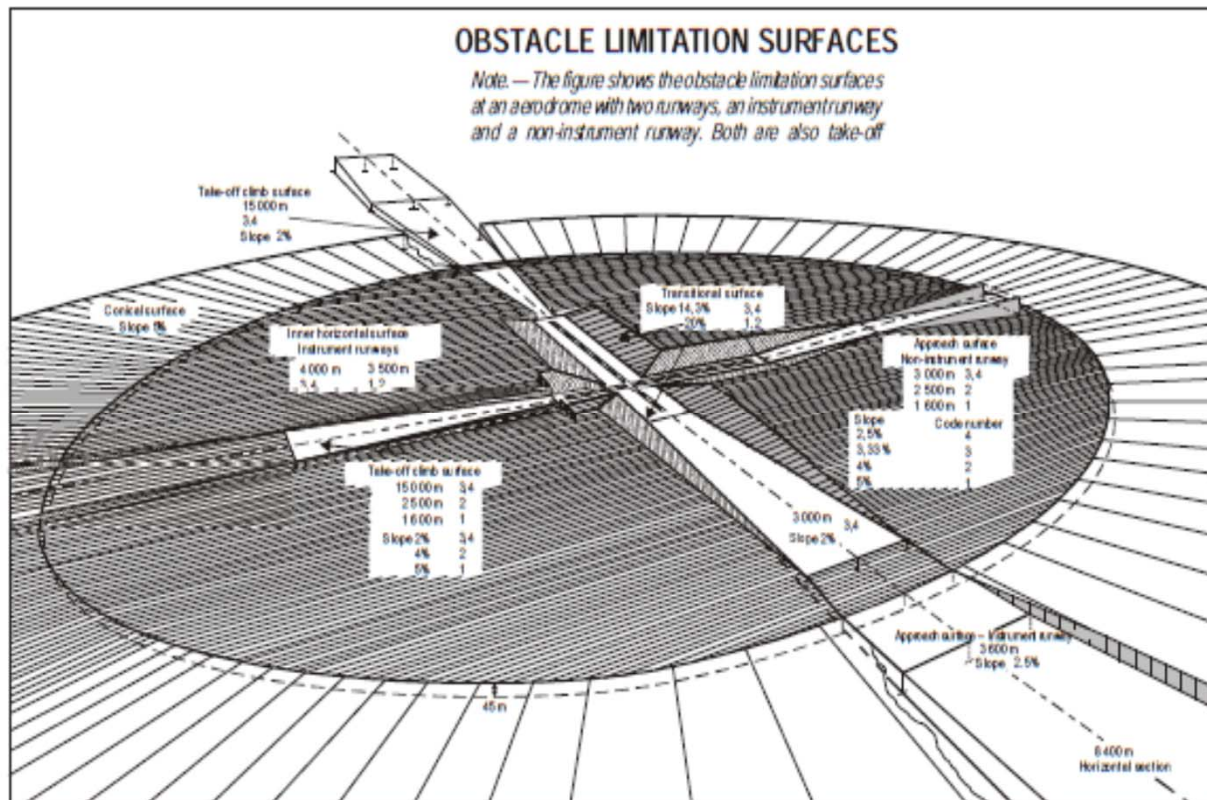 OBSTACLE LIMITATION SURFACES
Note. — The figure shows the obstacle limitation surfaces
at an aerodrome with two runways, an instrument runway
and a non-instrument runway. Both are also take-off
Take-off climb surface
15 000 m
3,4
Slope 2%
Conical surface
Slope 5%
Inner horizontal surface
Instrument runways
4 000 m 3 500 m
3,4 1,2
Transitional surface
Slope 14,3% 3,4
20% 1,2
Approach surface
Non-instrument runway
3 000 m 3,4
2 500 m 2
1 600 m 1
Slope Code number
2,5% 4
3,33% 3
4% 2
5% 1
Take-off climb surface
15 000 m 3,4
2 500 m 2
1 600 m 1
Slope 2% 3,4
4% 2
5% 1
3 000 m 3,4
Slope 2%
Approach surface – Instrument runway
3 600 m
Slope 2.5%
45 m
8 400 m
Horizontal section